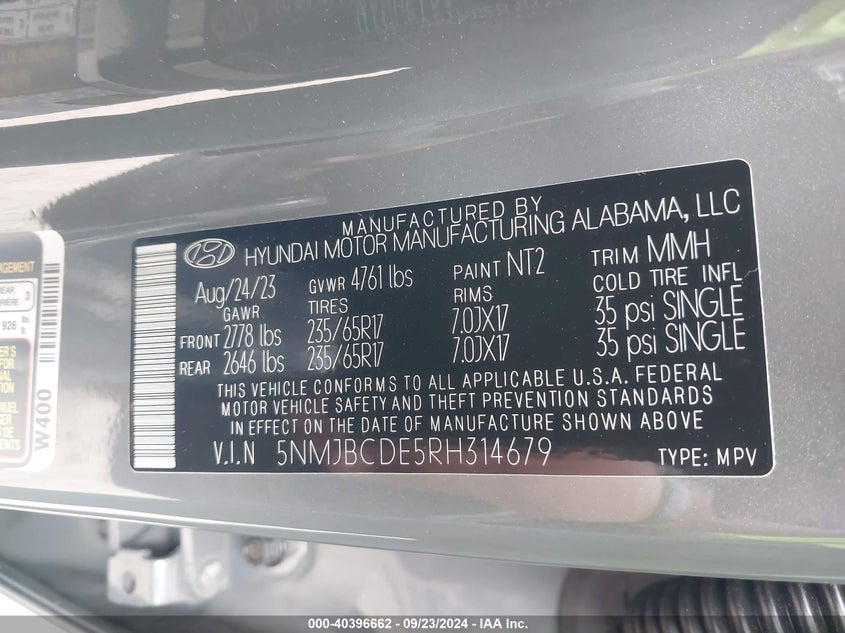 MANUFACTURED BY
HYUNDAI MOTOR MANUFACTURING ALABAMA, LLC
Aug/24/23 GVWR 4761 lbs PAINT NT2 TRIM MMH
GAWR TIRES RIMS COLD TIRE INFL
FRONT 2778 lbs 235/65R17 7.0JX17 35 psi SINGLE
REAR 2646 lbs 235/65R17 7.0JX17 35 psi SINGLE
THIS VEHICLE CONFORMS TO ALL APPLICABLE U.S.A. FEDERAL
MOTOR VEHICLE SAFETY AND THEFT PREVENTION STANDARDS
IN EFFECT ON THE DATE OF MANUFACTURE SHOWN ABOVE
V.I.N 5NMJBCDE5RH314679 TYPE: MPV
W400
3
926
000-40396662 - 09/23/2024 - IAA Inc.